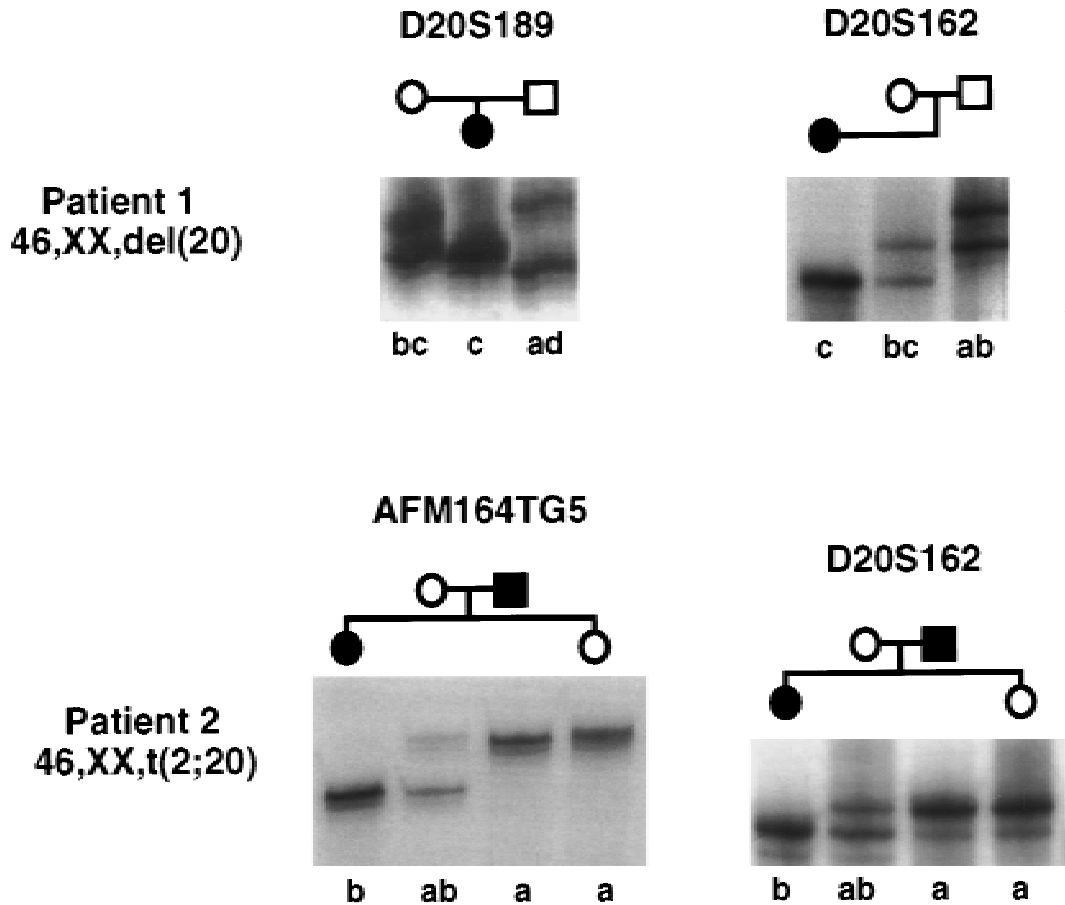 D20S189
D20S162
Patient 1
46,XX,del(20)
bc c ad
c bc ab
AFM164TG5
D20S162
Patient 2
46,XX,t(2;20)
b ab a a
b ab a a